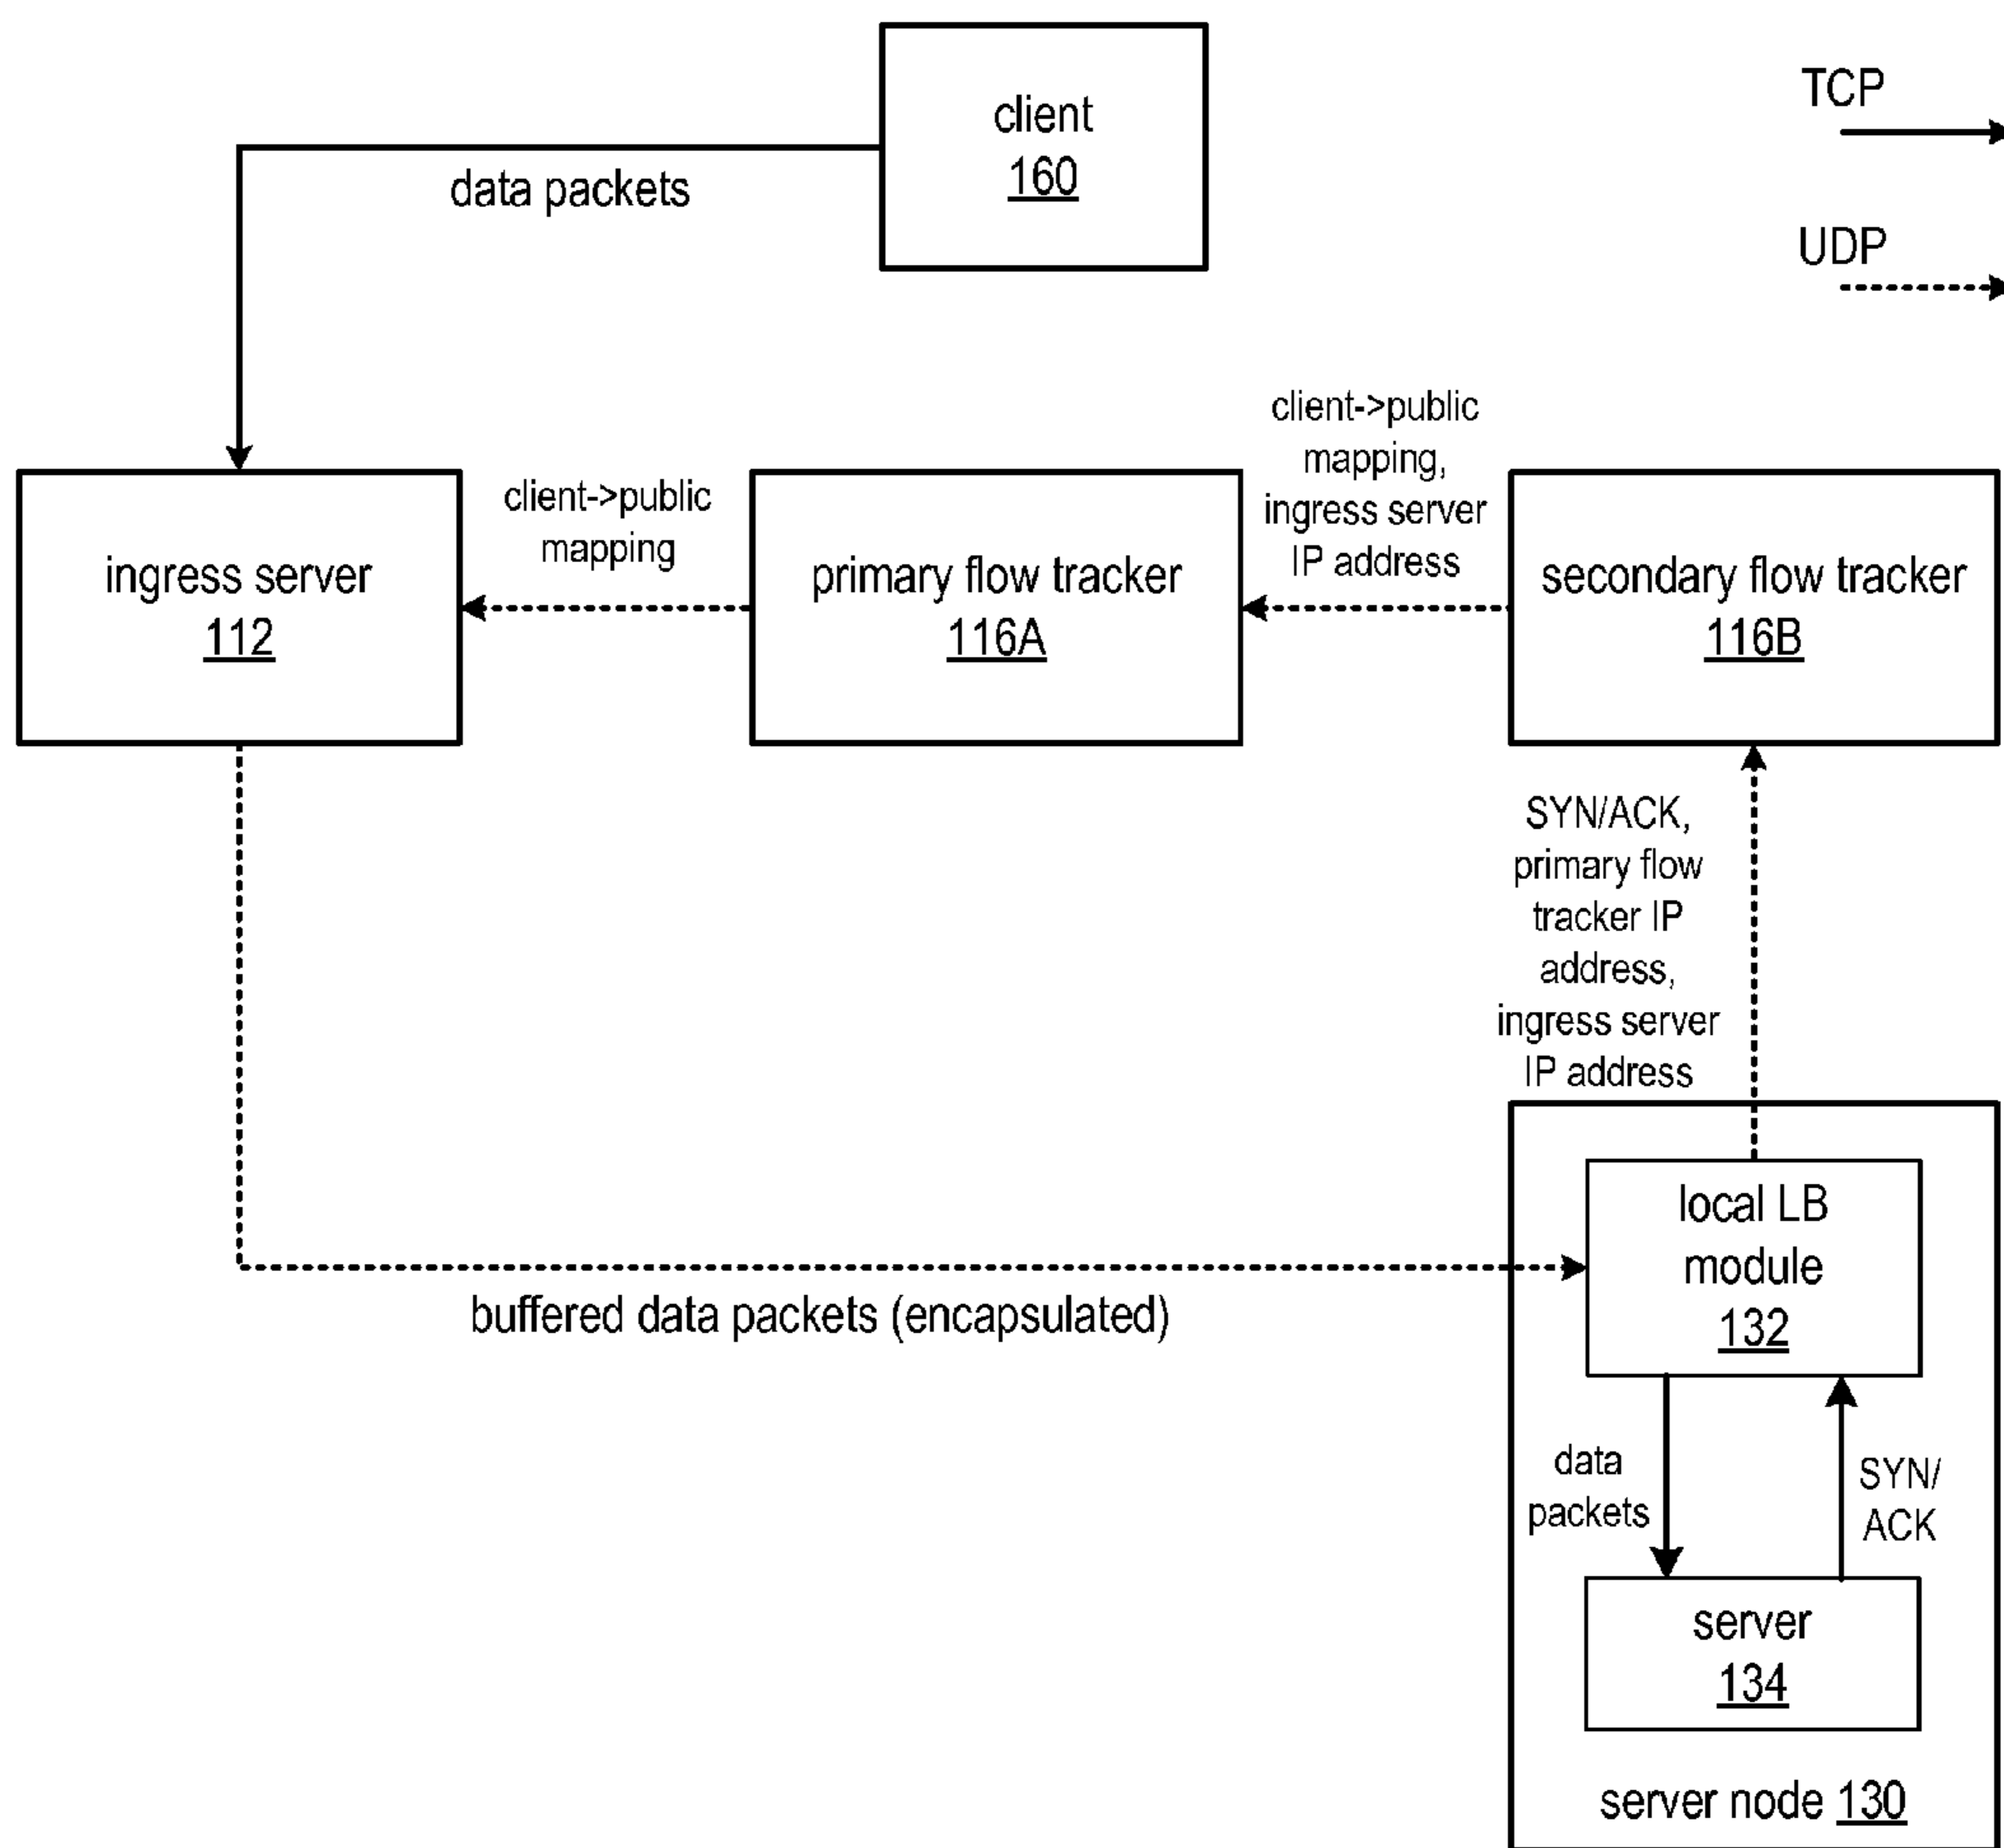 client
160
TCP
data packets
UDP
client->public
mapping,
ingress server
IP address
client->public
mapping
ingress server
112
primary flow tracker
116A
secondary flow tracker
116B
SYN/ACK,
primary flow
tracker IP
address,
ingress server
IP address
local LB
module
132
buffered data packets (encapsulated)
data
packets
SYN/
ACK
server
134
server node 130